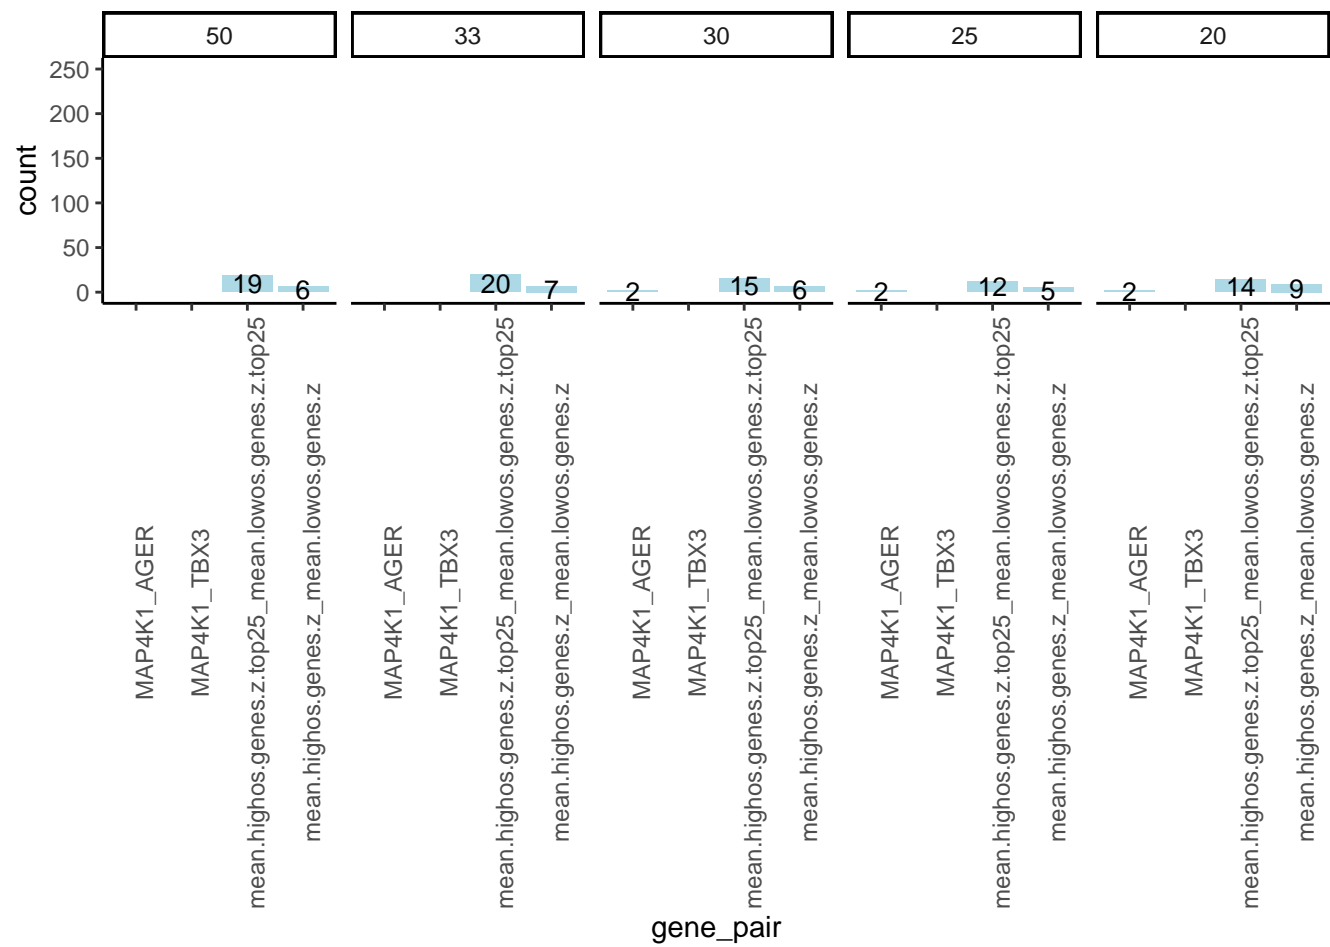 50 33 30 25 20
count
250
200
150
100
50
0
19 6 20 7 2 15 6 2 12 5 2 14 9
MAP4K1_AGER
MAP4K1_TBX3
mean.highos.genes.z.top25_mean.lowos.genes.z.top25
mean.highos.genes.z_mean.lowos.genes.z
MAP4K1_AGER
MAP4K1_TBX3
mean.highos.genes.z.top25_mean.lowos.genes.z.top25
mean.highos.genes.z_mean.lowos.genes.z
MAP4K1_AGER
MAP4K1_TBX3
mean.highos.genes.z.top25_mean.lowos.genes.z.top25
mean.highos.genes.z_mean.lowos.genes.z
MAP4K1_AGER
MAP4K1_TBX3
mean.highos.genes.z.top25_mean.lowos.genes.z.top25
mean.highos.genes.z_mean.lowos.genes.z
MAP4K1_AGER
MAP4K1_TBX3
mean.highos.genes.z.top25_mean.lowos.genes.z.top25
mean.highos.genes.z_mean.lowos.genes.z
gene_pair